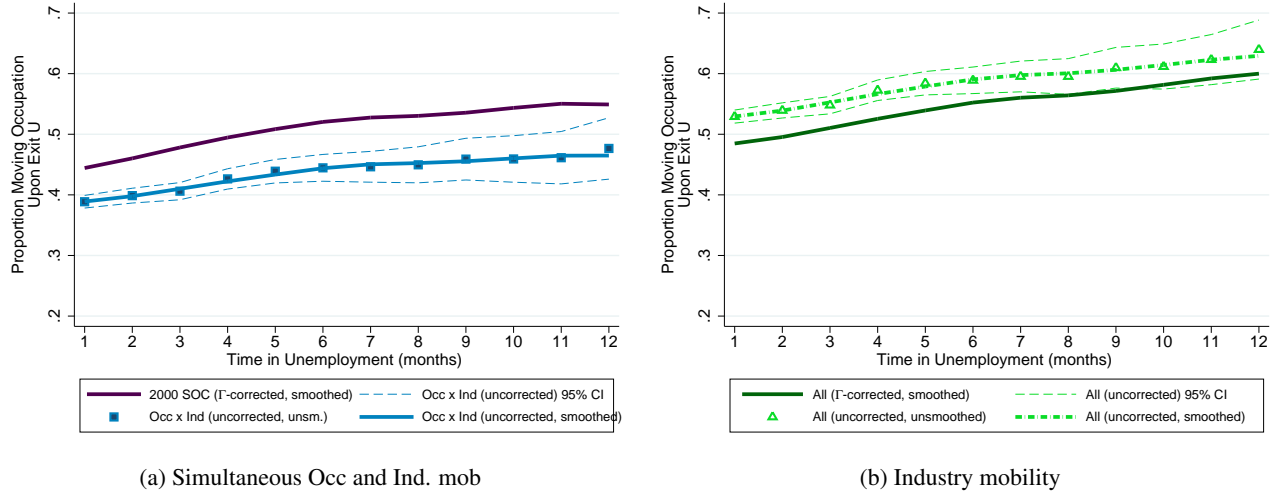 Proportion Moving Occupation
Upon Exit U
.7
.6
.5
.4
.3
.2
1 2 3 4 5 6 7 8 9 10 11 12
Time in Unemployment (months)
2000 SOC (Γ-corrected, smoothed)
Occ x Ind (uncorrected) 95% CI
Occ x Ind (uncorrected, unsm.)
Occ x Ind (uncorrected, smoothed)
(a) Simultaneous Occ and Ind. mob
Proportion Moving Occupation
Upon Exit U
.7
.6
.5
.4
.3
.2
1 2 3 4 5 6 7 8 9 10 11 12
Time in Unemployment (months)
All (Γ-corrected, smoothed)
All (uncorrected) 95% CI
All (uncorrected, unsmoothed)
All (uncorrected, smoothed)
(b) Industry mobility